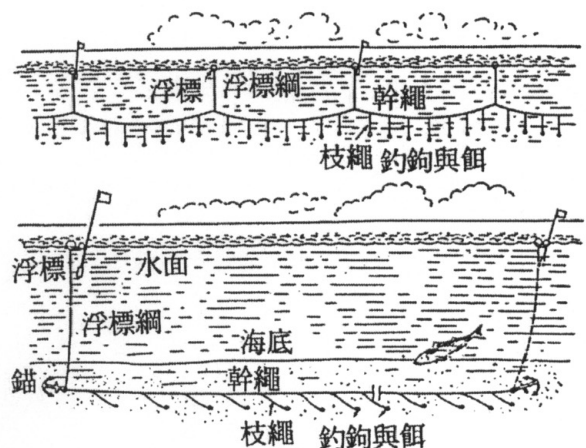 浮標 浮標綱 幹繩
枝繩 釣鉤與餌
浮標 水面
浮標綱
海底
錨 幹繩
枝繩 釣鉤與餌